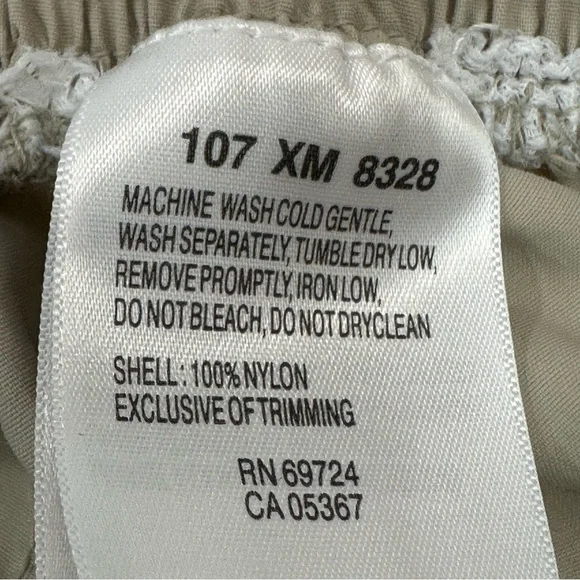 107 XM 8328
MACHINE WASH COLD GENTLE,
WASH SEPARATELY, TUMBLE DRY LOW,
REMOVE PROMPTLY, IRON LOW,
DO NOT BLEACH, DO NOT DRYCLEAN
SHELL: 100% NYLON
EXCLUSIVE OF TRIMMING
RN 69724
CA 05367